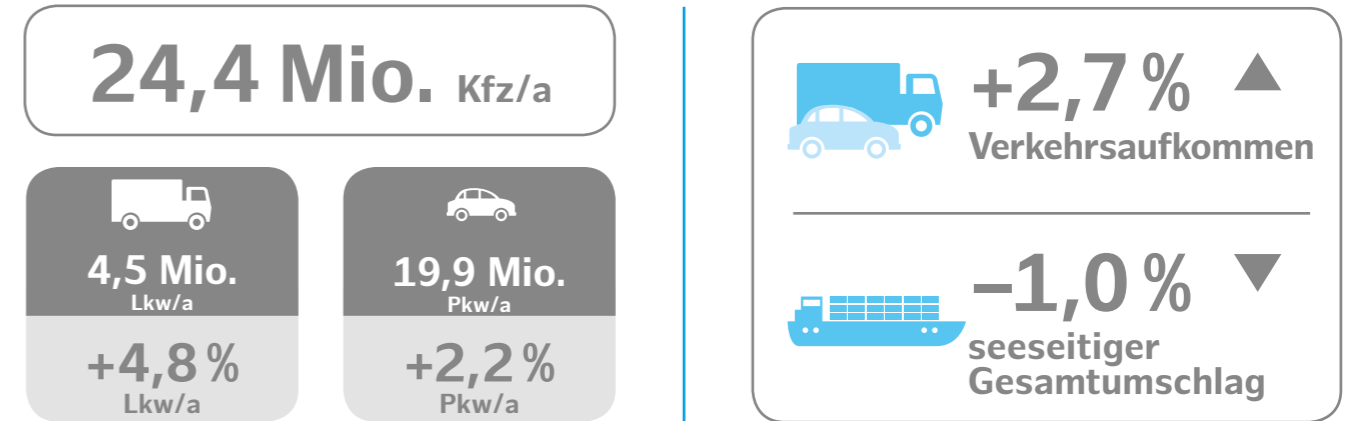 24,4 Mio. Kfz/a
4,5 Mio.
Lkw/a
+4,8 %
Lkw/a
19,9 Mio.
Pkw/a
+2,2 %
Pkw/a
+2,7 %
Verkehrsaufkommen
–1,0 %
seeseitiger
Gesamtumschlag